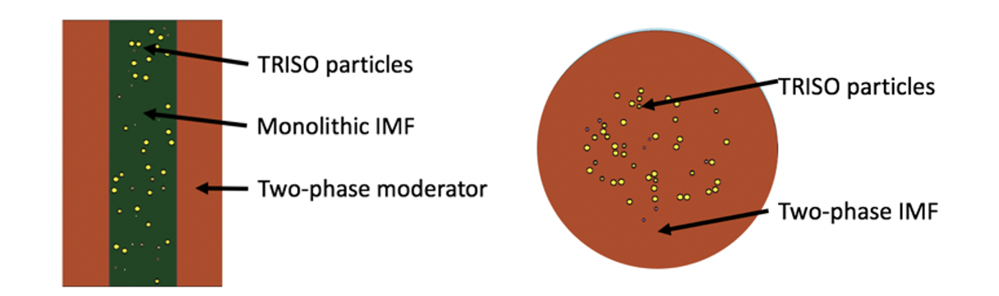 TRISO particles
Monolithic IMF
Two-phase moderator
TRISO particles
Two-phase IMF